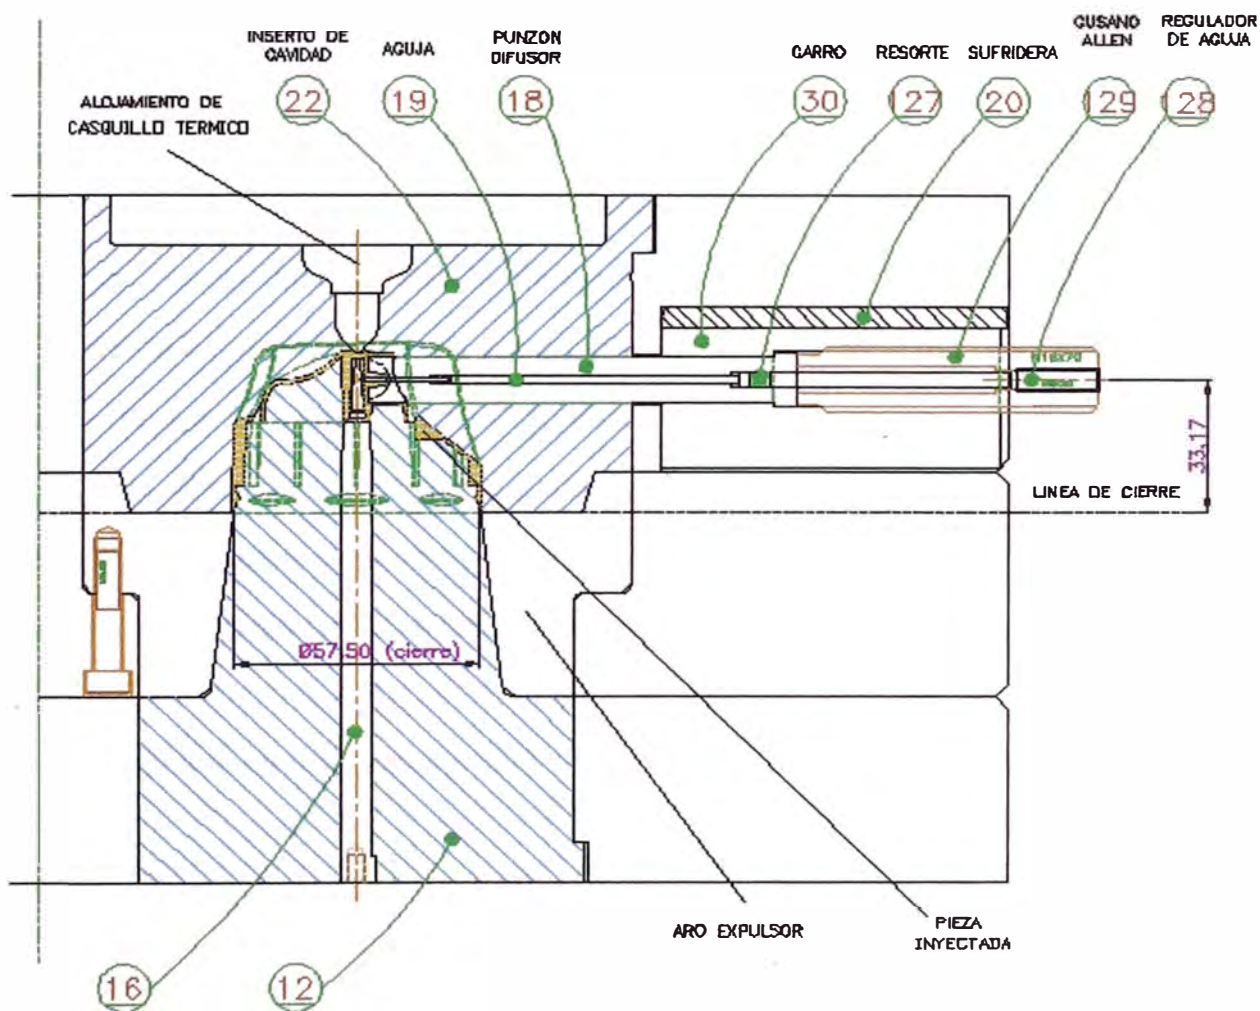 INSERTO DE
CAVIDAD
AGUJA
PUNZON
DIFUSOR
CARRO
RESORTE
SUFRIDERA
GUSANO
ALLEN
REGULADOR
DE AGUJA
22
19
18
30
127
20
129
128
ALOJAMIENTO DE
CASQUILLO TERMICO
33.17
LINEA DE CIERRE
Ø57.50 (cierre)
ARO EXPULSOR
PIEZA
INYECTADA
16
12